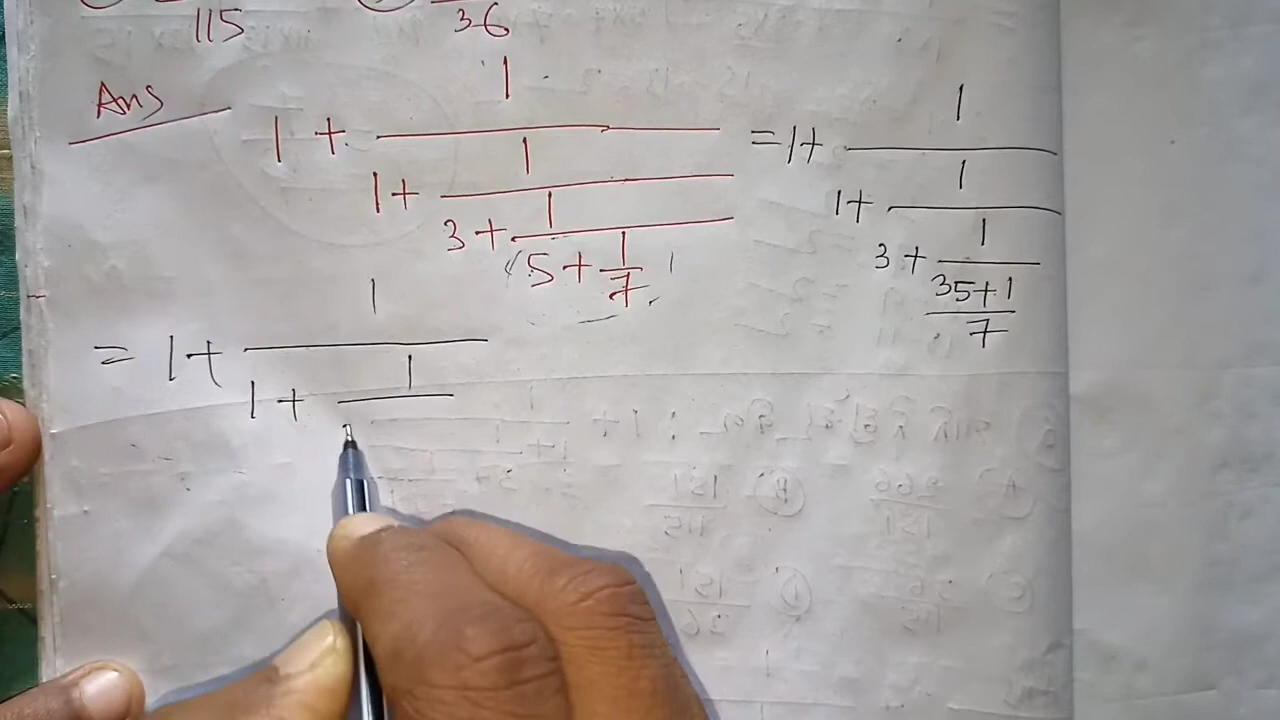 115 36
Ans
1 + 1
1 + 1
3 + 1
5 + 1
7
= 1 + 1
1 + 1
3 + 1
35+1
7
= 1 + 1
1 + 1